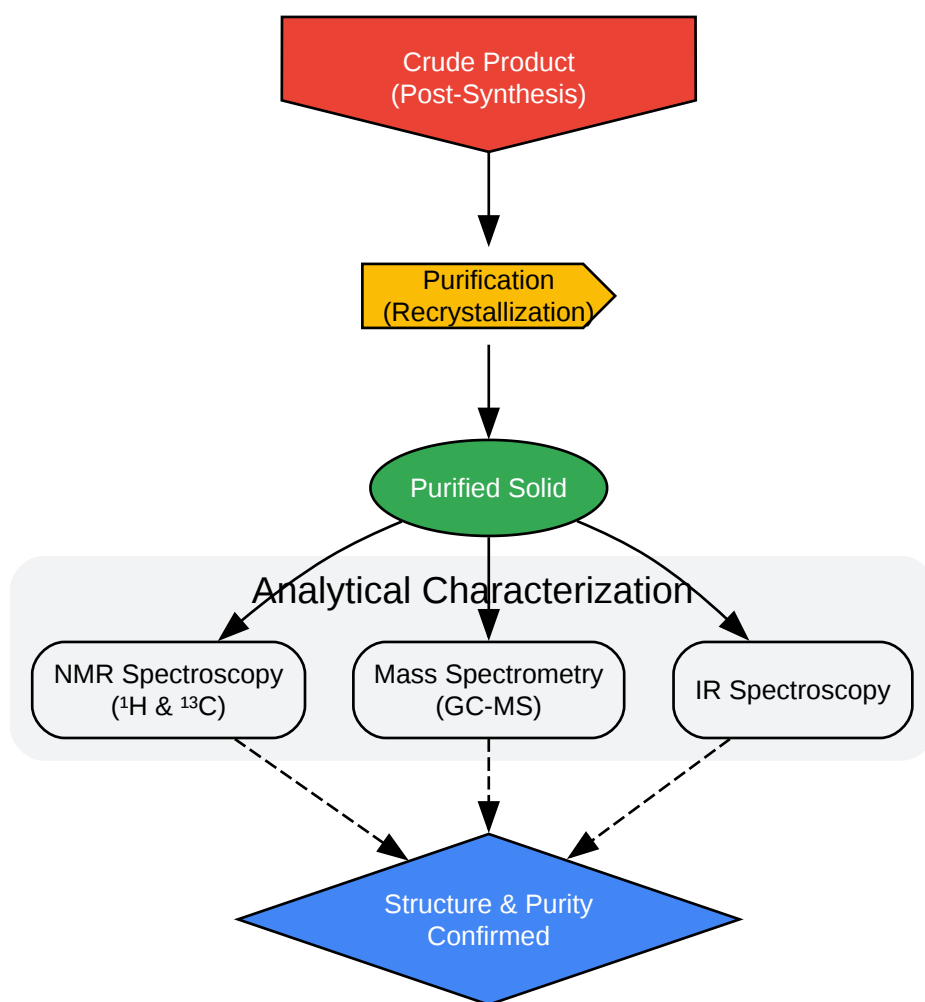 Crude Product
(Post-Synthesis)
Purification
(Recrystallization)
Purified Solid
Analytical Characterization
NMR Spectroscopy
(¹H & ¹³C)
Mass Spectrometry
(GC-MS)
IR Spectroscopy
Structure & Purity
Confirmed